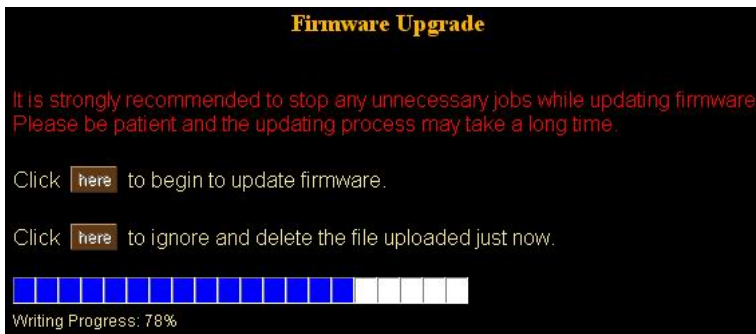 Firmware Upgrade
It is strongly recommended to stop any unnecessary jobs while updating firmware
Please be patient and the updating process may take a long time.
Click here to begin to update firmware.
Click here to ignore and delete the file uploaded just now.
Writing Progress: 78%